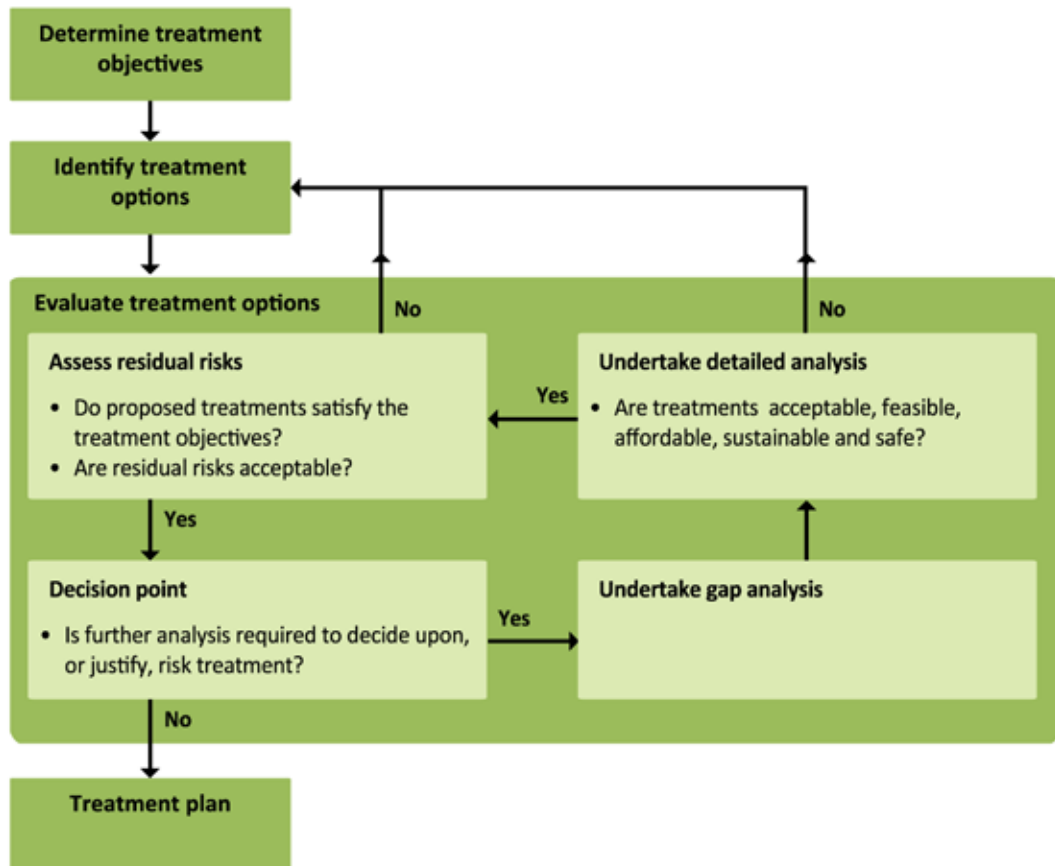 Determine treatment
objectives
Identify treatment
options
Evaluate treatment options
No
No
Assess residual risks
• Do proposed treatments satisfy the
treatment objectives?
• Are residual risks acceptable?
Yes
Undertake detailed analysis
• Are treatments  acceptable, feasible,
affordable, sustainable and safe?
Yes
Decision point
• Is further analysis required to decide upon,
or justify, risk treatment?
Yes
Undertake gap analysis
No
Treatment plan